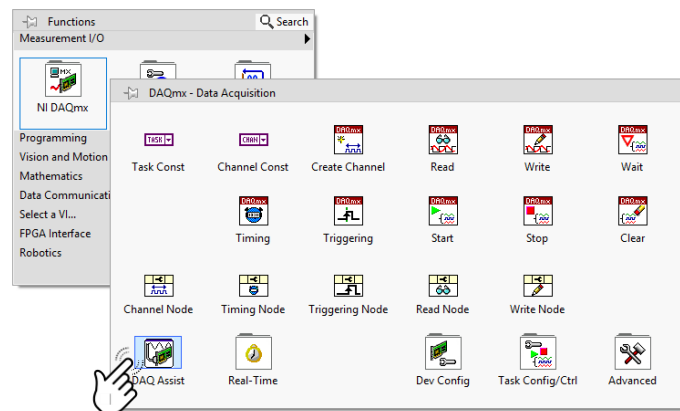 Functions
Search
Measurement I/O
NI DAQmx
Programming
Vision and Motion
Mathematics
Data Communicati
Select a VI...
FPGA Interface
Robotics
DAQmx - Data Acquisition
TASK
CHAN
DAQmx
DAQmx
DAQmx
DAQmx
Task Const
Channel Const
Create Channel
Read
Write
Wait
DAQmx
DAQmx
DAQmx
DAQmx
DAQmx
Timing
Triggering
Start
Stop
Clear
Channel Node
Timing Node
Triggering Node
Read Node
Write Node
DAQ Assist
Real-Time
Dev Config
Task Config/Ctrl
Advanced